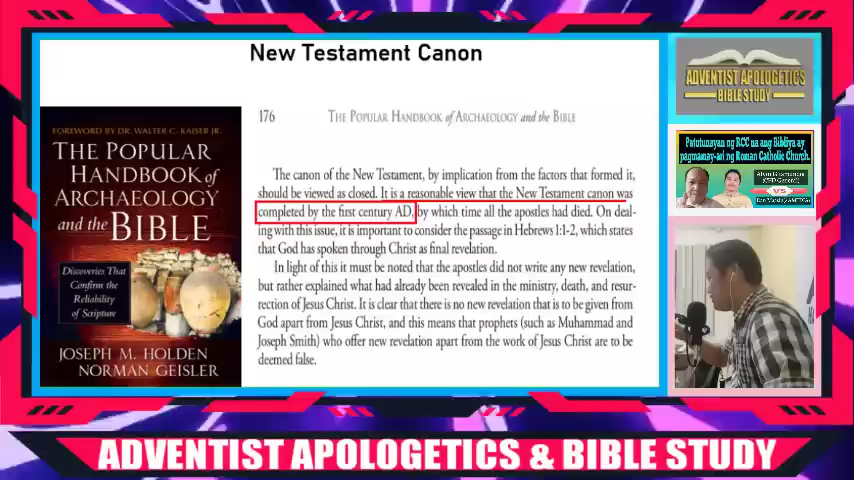 New Testament Canon
FOREWORD BY DR. WALTER C. KAISER JR.
THE POPULAR
HANDBOOK of
ARCHAEOLOGY
and the BIBLE
Discoveries That
Confirm the
Reliability
of Scripture
JOSEPH M. HOLDEN
NORMAN GEISLER
176 THE POPULAR HANDBOOK of ARCHAEOLOGY and the BIBLE
The canon of the New Testament, by implication from the factors that formed it,
should be viewed as closed. It is a reasonable view that the New Testament canon was
completed by the first century AD, by which time all the apostles had died. On deal-
ing with this issue, it is important to consider the passage in Hebrews 1:1-2, which states
that God has spoken through Christ as final revelation.
In light of this it must be noted that the apostles did not write any new revelation,
but rather explained what had already been revealed in the ministry, death, and resur-
rection of Jesus Christ. It is clear that there is no new revelation that is to be given from
God apart from Jesus Christ, and this means that prophets (such as Muhammad and
Joseph Smith) who offer new revelation apart from the work of Jesus Christ are to be
deemed false.
ADVENTIST APOLOGETICS
BIBLE STUDY
Patutunayan ng RCC na ang Bibliya ay
pagmamay-ari ng Roman Catholic Church.
VS
ADVENTIST APOLOGETICS & BIBLE STUDY